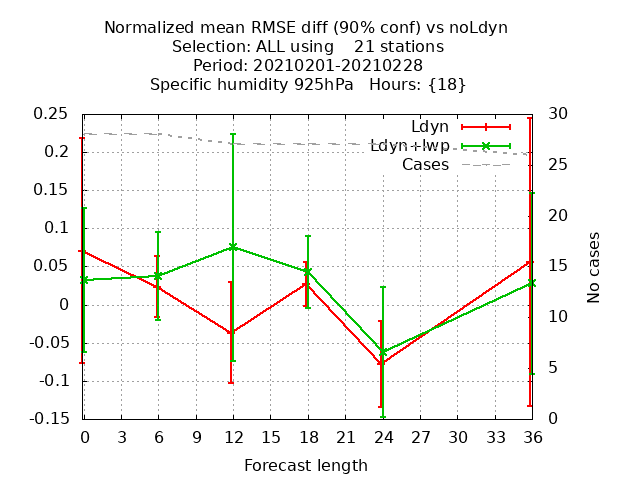 Normalized mean RMSE diff (90% conf) vs noLdyn
Selection: ALL using    21 stations
Period: 20210201-20210228
Specific humidity 925hPa   Hours: {18}
0.25
0.2
0.15
0.1
0.05
0
-0.05
-0.1
-0.15
Ldyn
Ldyn+lwp
Cases
30
25
20
15
10
5
0
No cases
0 3 6 9 12 15 18 21 24 27 30 33 36
Forecast length